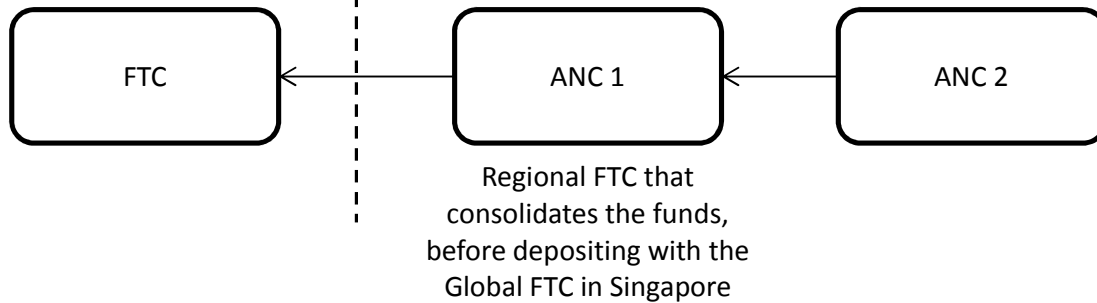 FTC
ANC 1
ANC 2
Regional FTC that
consolidates the funds,
before depositing with the
Global FTC in Singapore